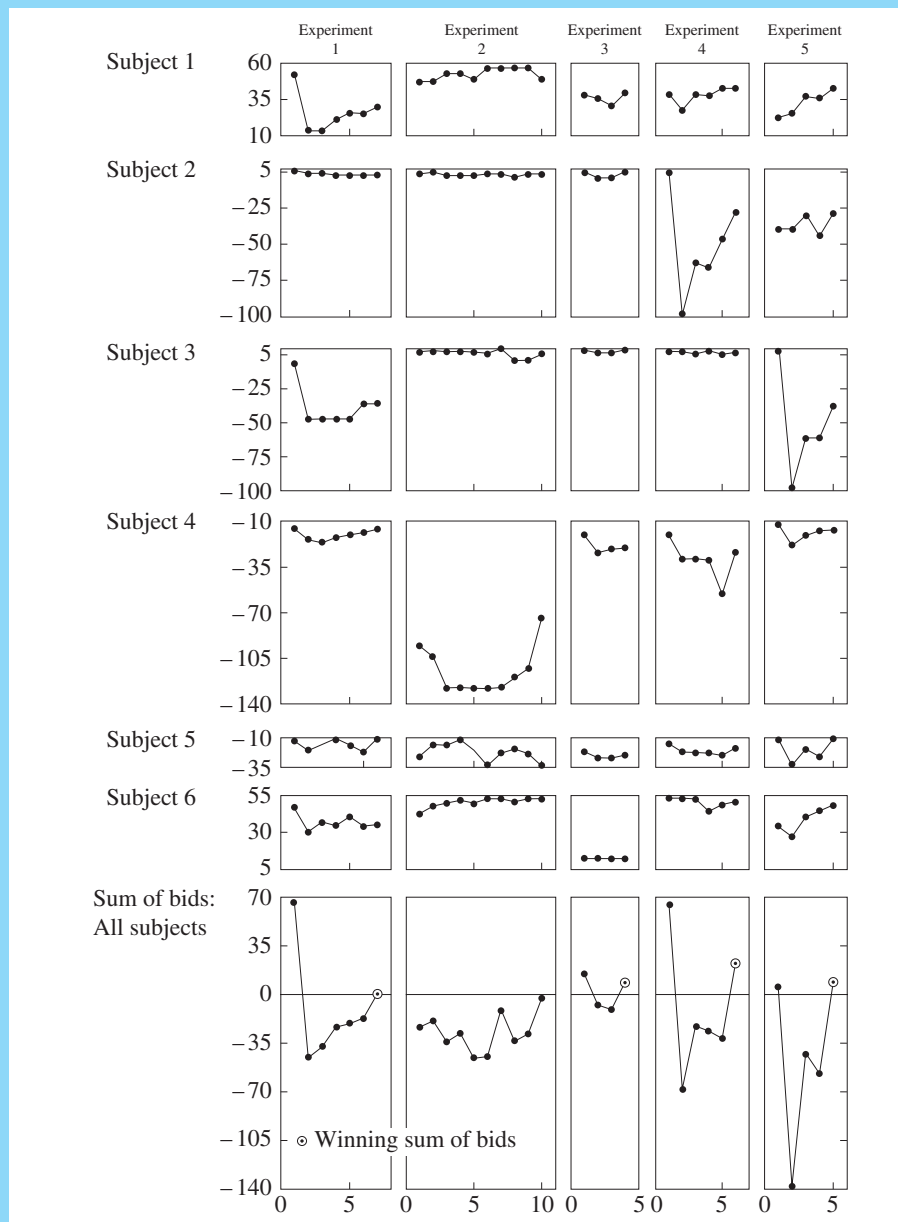 Experiment Experiment Experiment Experiment Experiment
1 2 3 4 5
Subject 1
60
35
10
Subject 2
5
−25
−50
−75
−100
Subject 3
5
−25
−50
−75
−100
Subject 4
−10
−35
−70
−105
−140
Subject 5
−10
−35
Subject 6
55
30
5
Sum of bids:
All subjects
70
35
0
−35
−70
−105
−140
Winning sum of bids
0 5 0 5 10 0 5 0 5 0 5